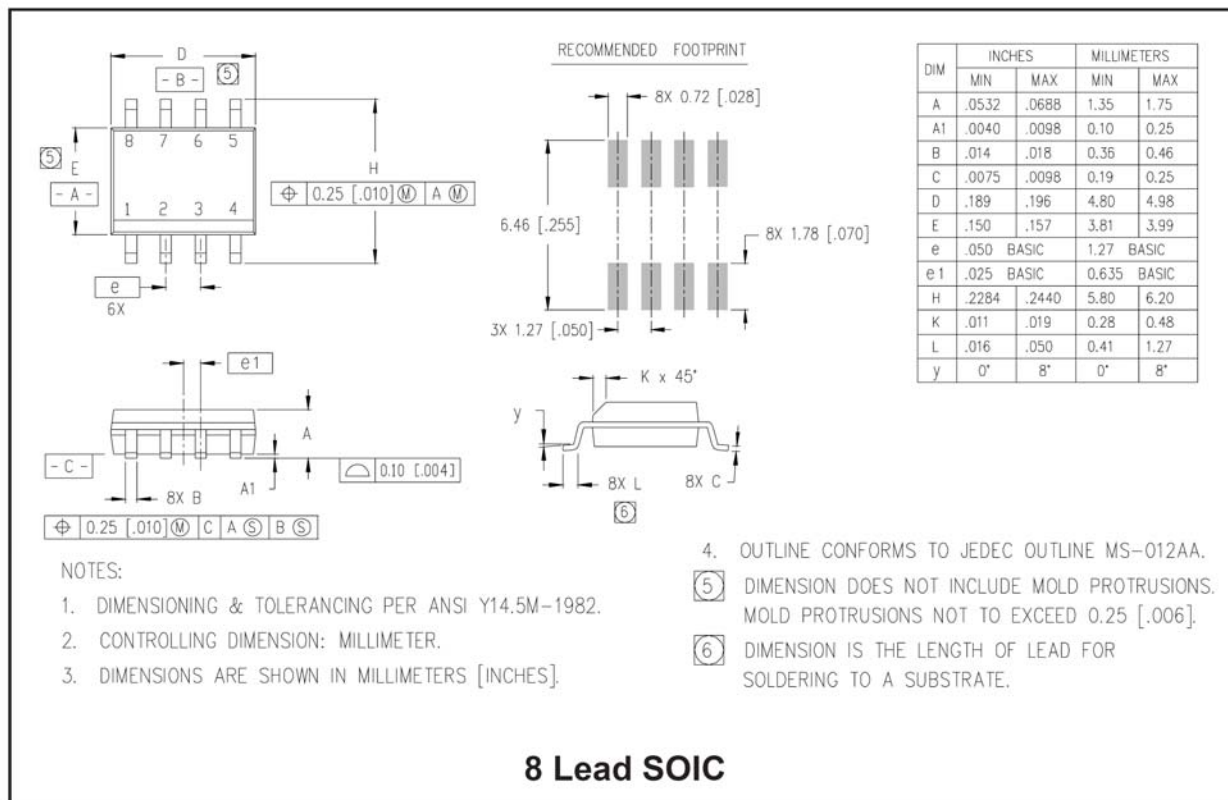 D
- B -
5
8 7 6 5
5
E
- A -
H
⌖ 0.25 [.010] Ⓜ A Ⓜ
1 2 3 4
e
6X
RECOMMENDED FOOTPRINT
8X 0.72 [.028]
6.46 [.255]
8X 1.78 [.070]
3X 1.27 [.050]
DIM INCHES MILLIMETERS
MIN MAX MIN MAX
A .0532 .0688 1.35 1.75
A1 .0040 .0098 0.10 0.25
B .014 .018 0.36 0.46
C .0075 .0098 0.19 0.25
D .189 .196 4.80 4.98
E .150 .157 3.81 3.99
e .050 BASIC 1.27 BASIC
e1 .025 BASIC 0.635 BASIC
H .2284 .2440 5.80 6.20
K .011 .019 0.28 0.48
L .016 .050 0.41 1.27
y 0° 8° 0° 8°
e1
A
- C -
A1
⌓ 0.10 [.004]
8X B
⌖ 0.25 [.010] Ⓜ C A Ⓢ B Ⓢ
K x 45°
y
8X L
6
8X C
NOTES:
1. DIMENSIONING & TOLERANCING PER ANSI Y14.5M-1982.
2. CONTROLLING DIMENSION: MILLIMETER.
3. DIMENSIONS ARE SHOWN IN MILLIMETERS [INCHES].
4. OUTLINE CONFORMS TO JEDEC OUTLINE MS-012AA.
5 DIMENSION DOES NOT INCLUDE MOLD PROTRUSIONS.
MOLD PROTRUSIONS NOT TO EXCEED 0.25 [.006].
6 DIMENSION IS THE LENGTH OF LEAD FOR
SOLDERING TO A SUBSTRATE.
8 Lead SOIC